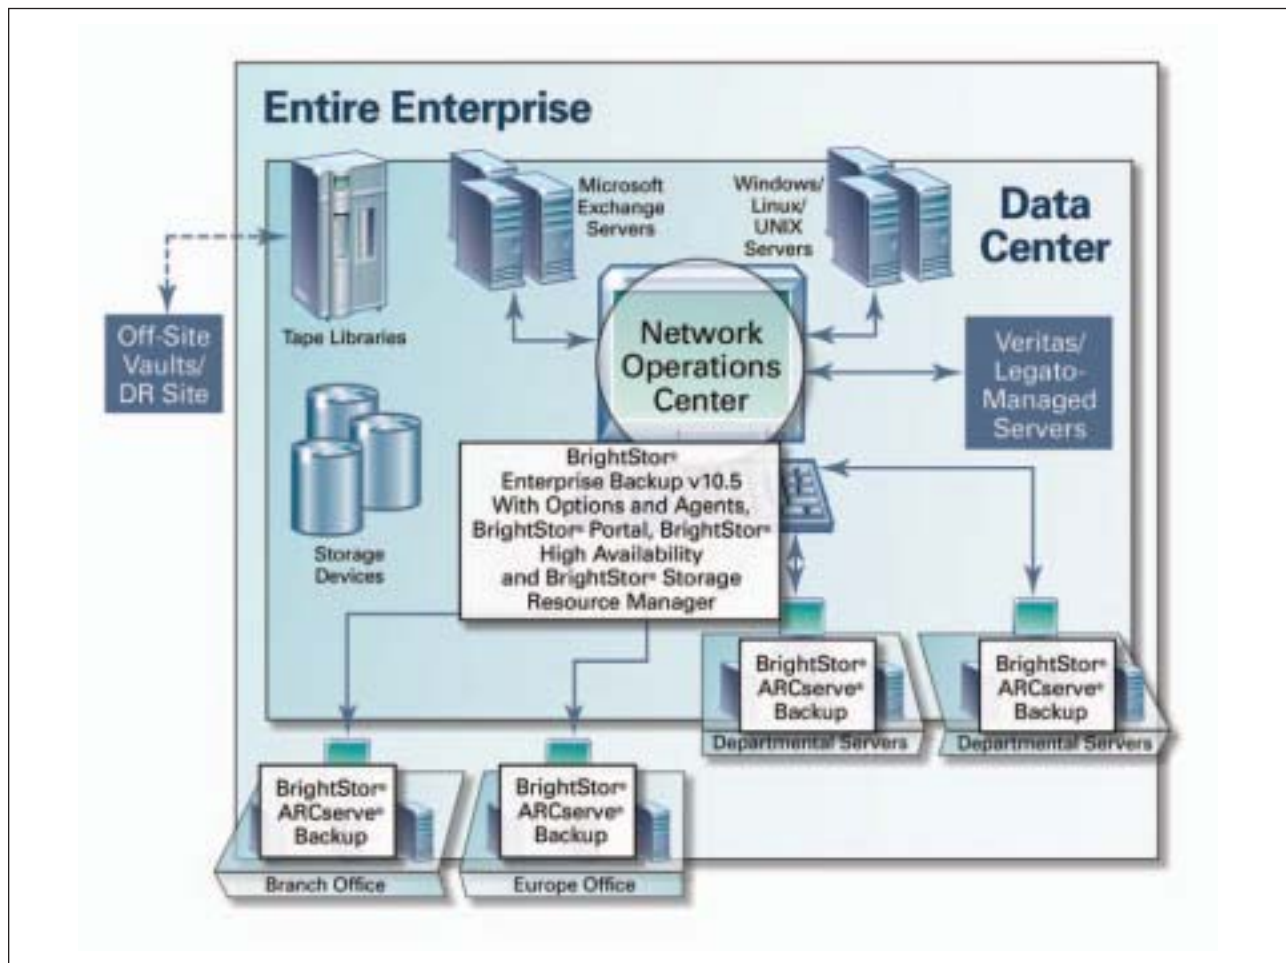 Entire Enterprise
Microsoft
Exchange
Servers
Windows/
Linux/
UNIX
Servers
Data
Center
Tape Libraries
Off-Site
Vaults/
DR Site
Network
Operations
Center
Veritas/
Legato-
Managed
Servers
Storage
Devices
BrightStor®
Enterprise Backup v10.5
With Options and Agents,
BrightStor® Portal, BrightStor®
High Availability
and BrightStor® Storage
Resource Manager
BrightStor®
ARCserve®
Backup
Departmental Servers
BrightStor®
ARCserve®
Backup
Departmental Servers
BrightStor®
ARCserve®
Backup
Branch Office
BrightStor®
ARCserve®
Backup
Europe Office